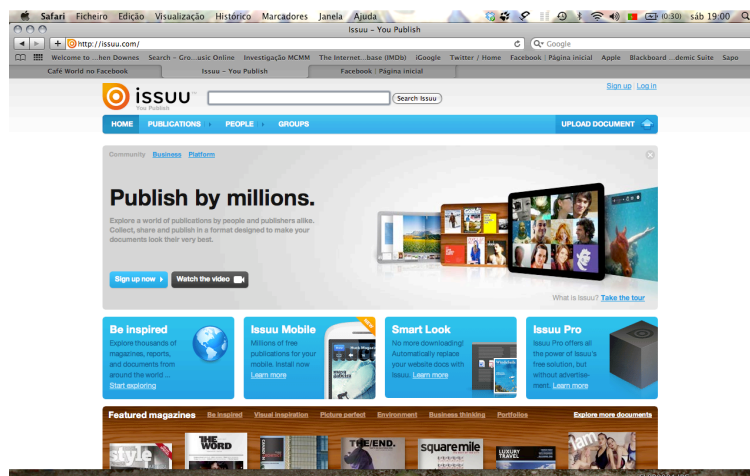 Safari Ficheiro Edição Visualização Histórico Marcadores Janela Ajuda (0:30) sáb 19:00
Issuu – You Publish
http://issuu.com/ Google
Welcome to ...hen Downes Search – Gro...usic Online Investigação MCMM The Internet...base (IMDb) iGoogle Twitter / Home Facebook | Página inicial Apple Blackboard ...demic Suite Sapo
Café World no Facebook Issuu – You Publish Facebook | Página inicial
Sign up Log in
issuu Search Issuu
You Publish
HOME PUBLICATIONS PEOPLE GROUPS UPLOAD DOCUMENT
Community Business Platform
Publish by millions.
Explore a world of publications by people and publishers alike.
Collect, share and publish in a format designed to make your
documents look their very best.
Sign up now Watch the video
What is Issuu? Take the tour
Be inspired
Explore thousands of
magazines, reports,
and documents from
around the world ...
Start exploring
Issuu Mobile
NEW
Millions of free
publications for your
mobile. Install now
Learn more
Smart Look
No more downloading!
Automatically replace
your website docs with
Issuu. Learn more
Issuu Pro
Issuu Pro offers all
the power of Issuu's
free solution, but
without advertise-
ment. Learn more
Featured magazines Be inspired Visual inspiration Picture perfect Environment Business thinking Portfolios Explore more documents
style
THE
WORD
THE/END.
squaremile
LUXURY
TRAVEL
1am